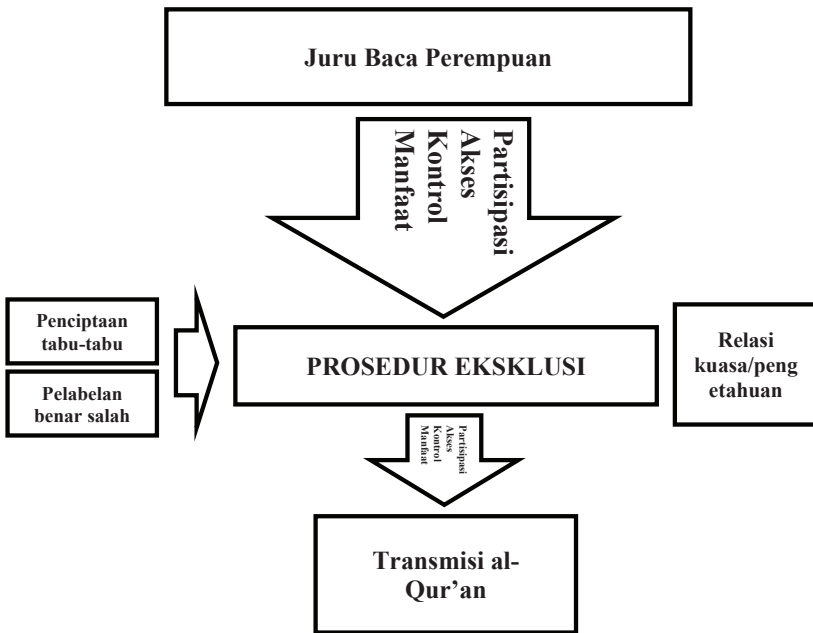 Juru Baca Perempuan
Partisipasi
Akses
Kontrol
Manfaat
Penciptaan
tabu-tabu
Pelabelan
benar salah
PROSEDUR EKSKLUSI
Relasi
kuasa/peng
etahuan
Partisipasi
Akses
Kontrol
Manfaat
Transmisi al-
Qur’an